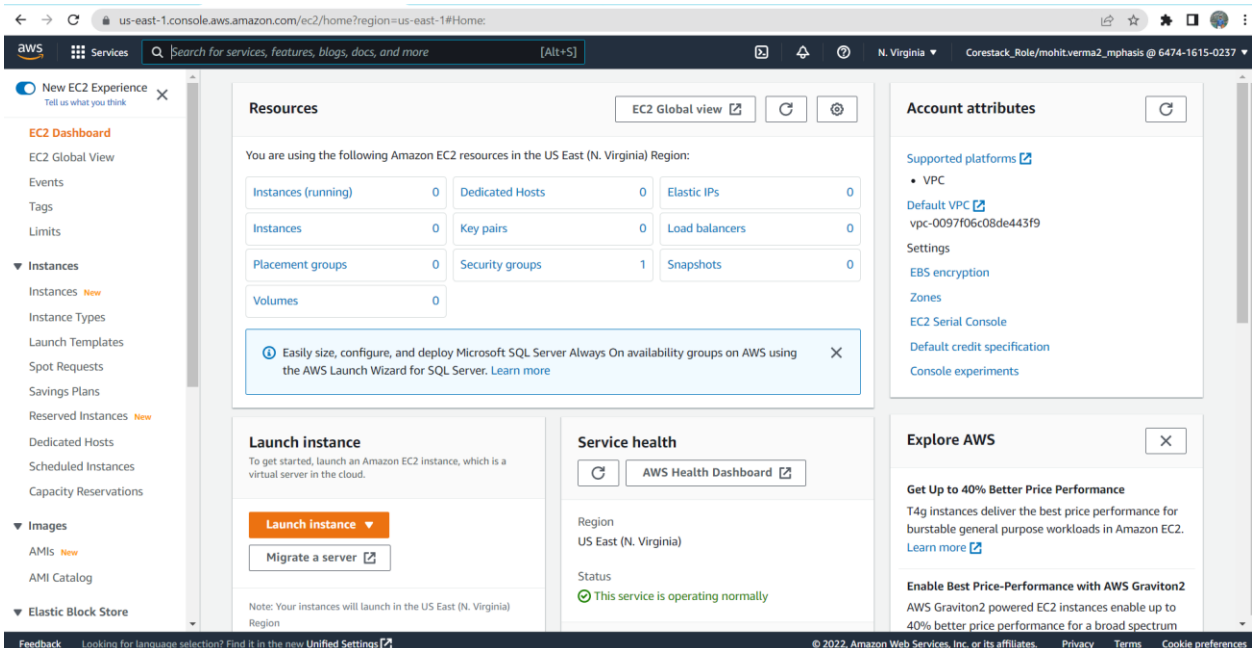 us-east-1.console.aws.amazon.com/ec2/home?region=us-east-1#Home:
aws
Services
Search for services, features, blogs, docs, and more
[Alt+S]
N. Virginia
Corestack_Role/mohit.verma2_mphasis @ 6474-1615-0237
New EC2 Experience
Tell us what you think
EC2 Dashboard
EC2 Global View
Events
Tags
Limits
Instances
Instances New
Instance Types
Launch Templates
Spot Requests
Savings Plans
Reserved Instances New
Dedicated Hosts
Scheduled Instances
Capacity Reservations
Images
AMIs New
AMI Catalog
Elastic Block Store
Resources
EC2 Global view
You are using the following Amazon EC2 resources in the US East (N. Virginia) Region:
Instances (running) 0
Dedicated Hosts 0
Elastic IPs 0
Instances 0
Key pairs 0
Load balancers 0
Placement groups 0
Security groups 1
Snapshots 0
Volumes 0
Easily size, configure, and deploy Microsoft SQL Server Always On availability groups on AWS using
the AWS Launch Wizard for SQL Server. Learn more
Launch instance
To get started, launch an Amazon EC2 instance, which is a
virtual server in the cloud.
Launch instance
Migrate a server
Note: Your instances will launch in the US East (N. Virginia)
Region
Service health
AWS Health Dashboard
Region
US East (N. Virginia)
Status
This service is operating normally
Account attributes
Supported platforms
• VPC
Default VPC
vpc-0097f06c08de443f9
Settings
EBS encryption
Zones
EC2 Serial Console
Default credit specification
Console experiments
Explore AWS
Get Up to 40% Better Price Performance
T4g instances deliver the best price performance for
burstable general purpose workloads in Amazon EC2.
Learn more
Enable Best Price-Performance with AWS Graviton2
AWS Graviton2 powered EC2 instances enable up to
40% better price performance for a broad spectrum
Feedback
Looking for language selection? Find it in the new Unified Settings
© 2022, Amazon Web Services, Inc. or its affiliates.
Privacy
Terms
Cookie preferences